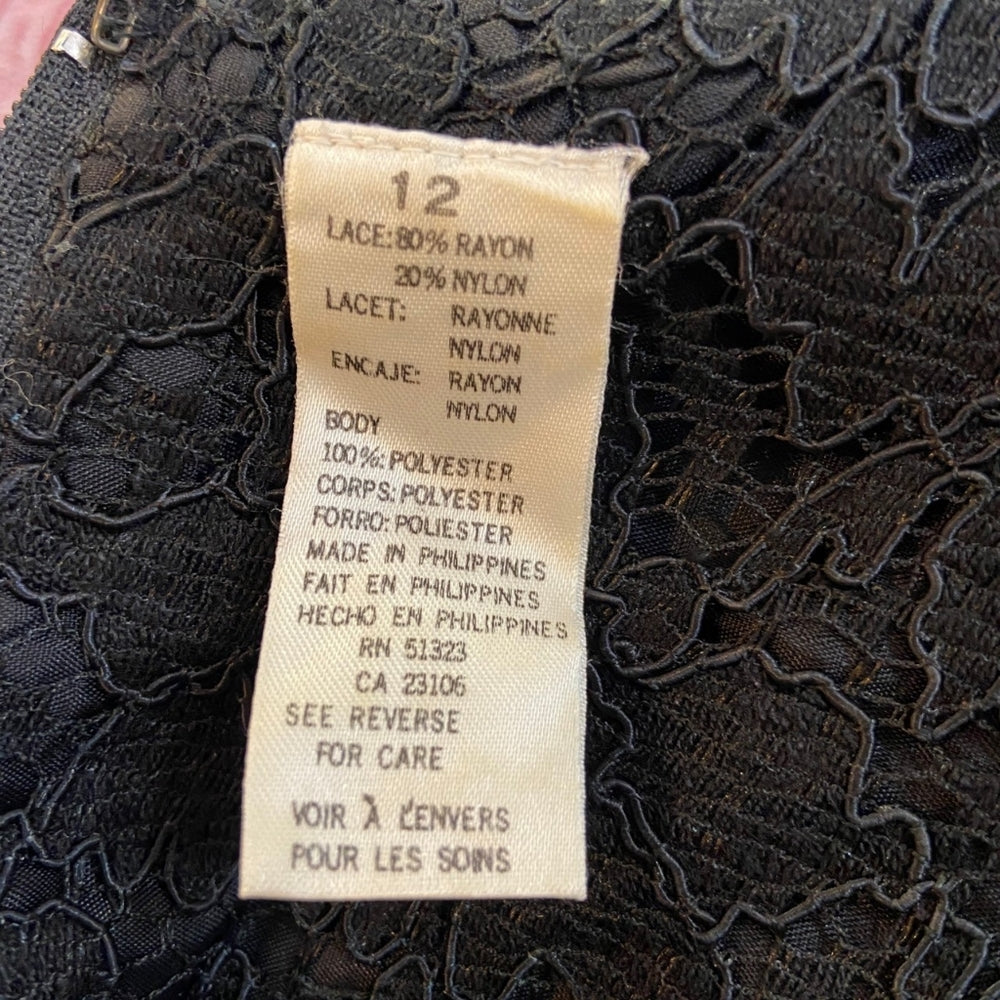 12
LACE: 80% RAYON
20% NYLON
LACET: RAYONNE
NYLON
ENCAJE: RAYON
NYLON
BODY
100%: POLYESTER
CORPS: POLYESTER
FORRO: POLIESTER
MADE IN PHILIPPINES
FAIT EN PHILIPPINES
HECHO EN PHILIPPINES
RN 51323
CA 23106
SEE REVERSE
FOR CARE
VOIR À L'ENVERS
POUR LES SOINS